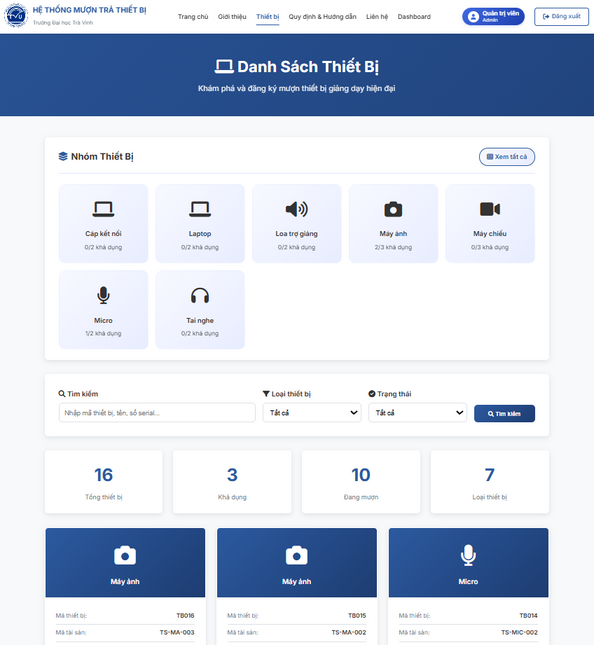 HỆ THỐNG MƯỢN TRẢ THIẾT BỊ
Trường Đại học Trà Vinh
Trang chủ Giới thiệu Thiết bị Quy định & Hướng dẫn Liên hệ Dashboard
Quản trị viên
Admin
Đăng xuất
Danh Sách Thiết Bị
Khám phá và đăng ký mượn thiết bị giảng dạy hiện đại
Nhóm Thiết Bị
Xem tất cả
Cáp kết nối
0/2 khả dụng
Laptop
0/2 khả dụng
Loa trợ giảng
0/2 khả dụng
Máy ảnh
2/3 khả dụng
Máy chiếu
0/3 khả dụng
Micro
1/2 khả dụng
Tai nghe
0/2 khả dụng
Tìm kiếm
Nhập mã thiết bị, tên, số serial...
Loại thiết bị
Tất cả
Trạng thái
Tất cả
Tìm kiếm
16
Tổng thiết bị
3
Khả dụng
10
Đang mượn
7
Loại thiết bị
Máy ảnh
Mã thiết bị: TB016
Mã tài sản: TS-MA-003
Máy ảnh
Mã thiết bị: TB015
Mã tài sản: TS-MA-002
Micro
Mã thiết bị: TB014
Mã tài sản: TS-MIC-002